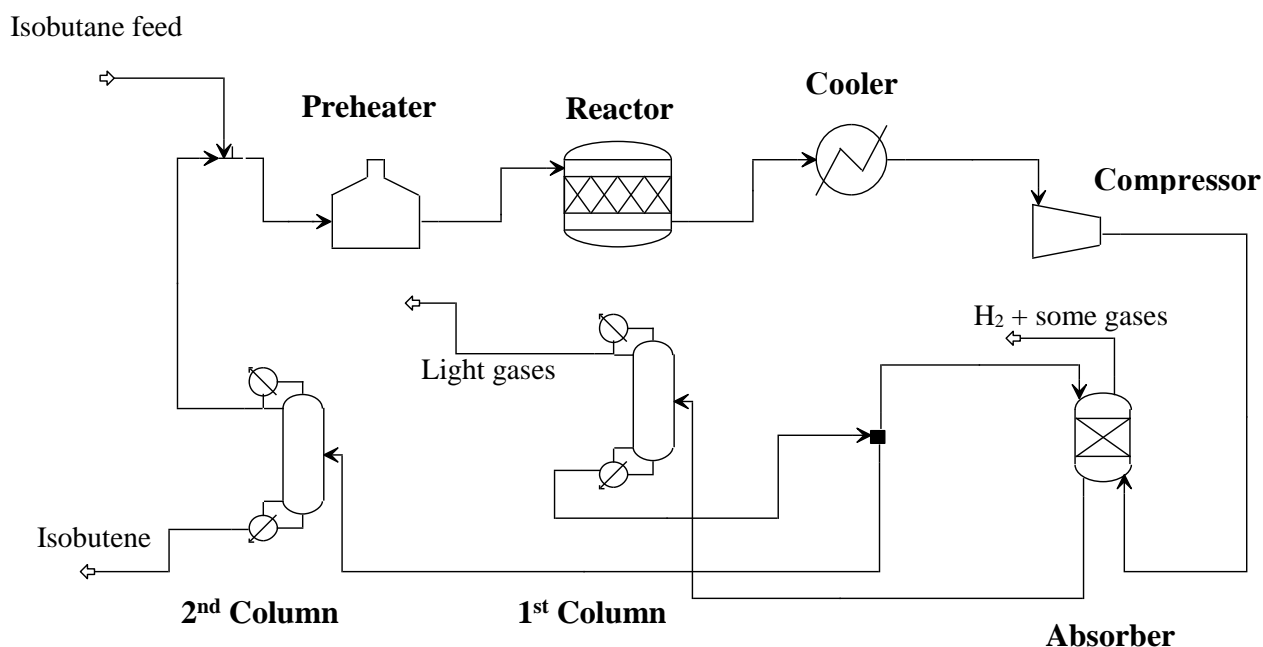 Isobutane feed
Cooler
Preheater
Reactor
Compressor
H₂ + some gases
Light gases
Isobutene
2ⁿᵈ Column
1ˢᵗ Column
Absorber